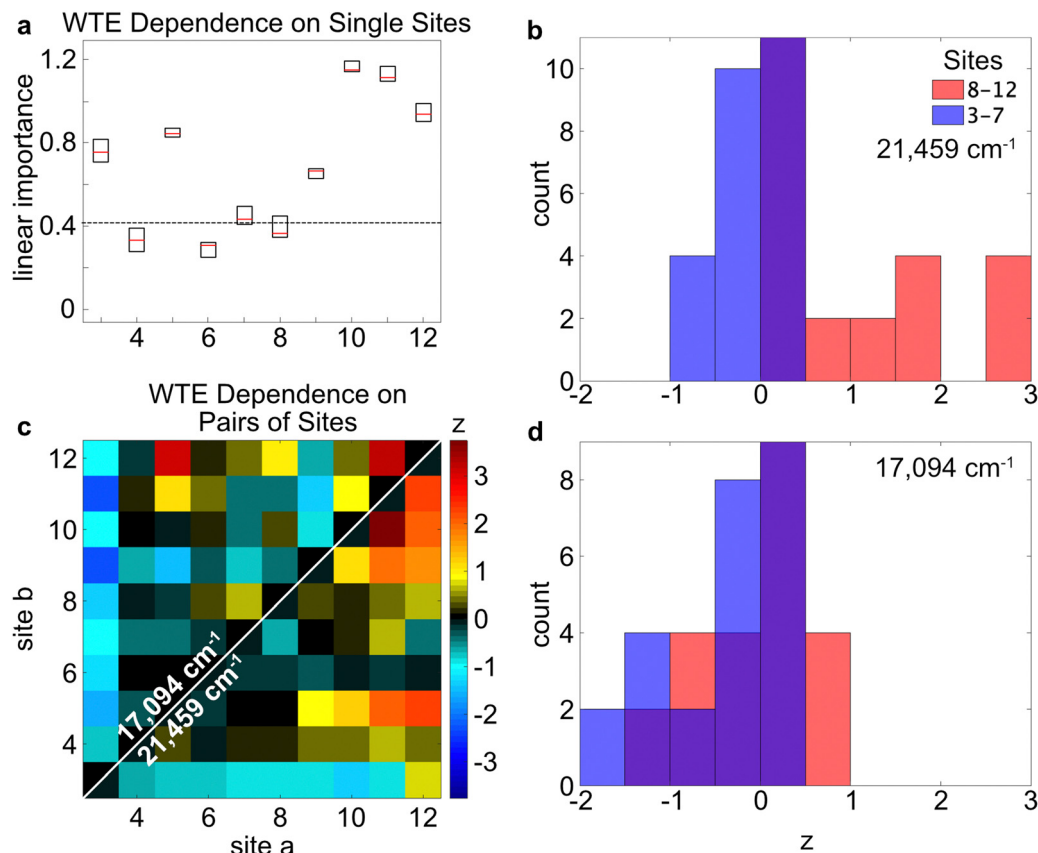 a
WTE Dependence on Single Sites
linear importance
1.2
0.8
0.4
0
4
6
8
10
12
b
count
10
8
6
4
2
0
-2
-1
0
1
2
3
Sites
8-12
3-7
21,459 cm-1
c
WTE Dependence on
Pairs of Sites
z
site b
12
10
8
6
4
17,094 cm-1
21,459 cm-1
4
6
8
10
12
site a
3
2
1
0
-1
-2
-3
d
count
8
6
4
2
0
17,094 cm-1
-2
-1
0
1
2
3
z